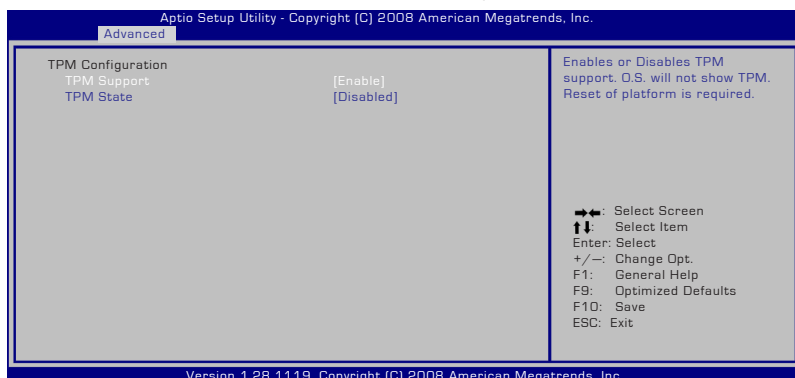 Aptio Setup Utility - Copyright (C) 2008 American Megatrends, Inc.
Advanced
TPM Configuration
TPM Support [Enable]
TPM State [Disabled]
Enables or Disables TPM
support. O.S. will not show TPM.
Reset of platform is required.
→←: Select Screen
↑↓: Select Item
Enter: Select
+/—: Change Opt.
F1: General Help
F9: Optimized Defaults
F10: Save
ESC: Exit
Version 1.28.1119. Copyright (C) 2008 American Megatrends, Inc.